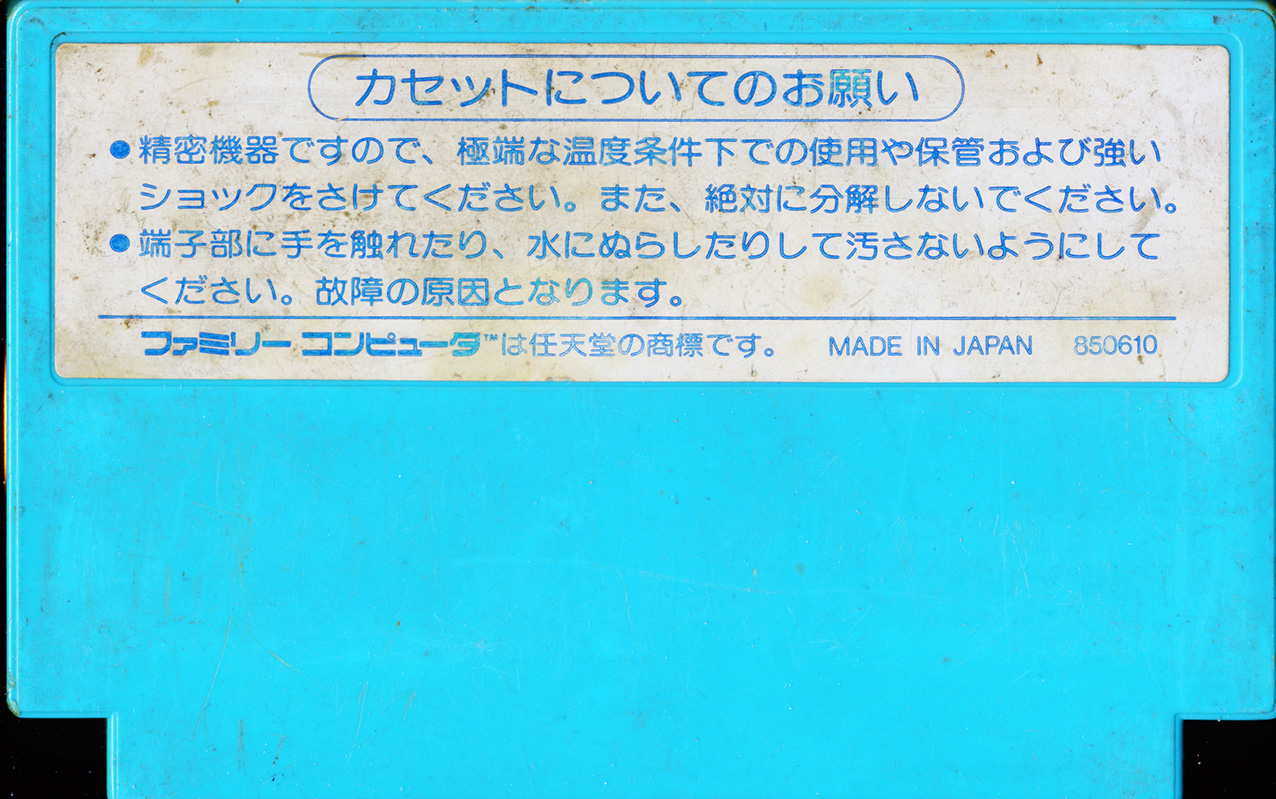 カセットについてのお願い
●精密機器ですので、極端な温度条件下での使用や保管および強い
ショックをさけてください。また、絶対に分解しないでください。
●端子部に手を触れたり、水にぬらしたりして汚さないようにして
ください。故障の原因となります。
ファミリー コンピュータ™は任天堂の商標です。 MADE IN JAPAN 850610